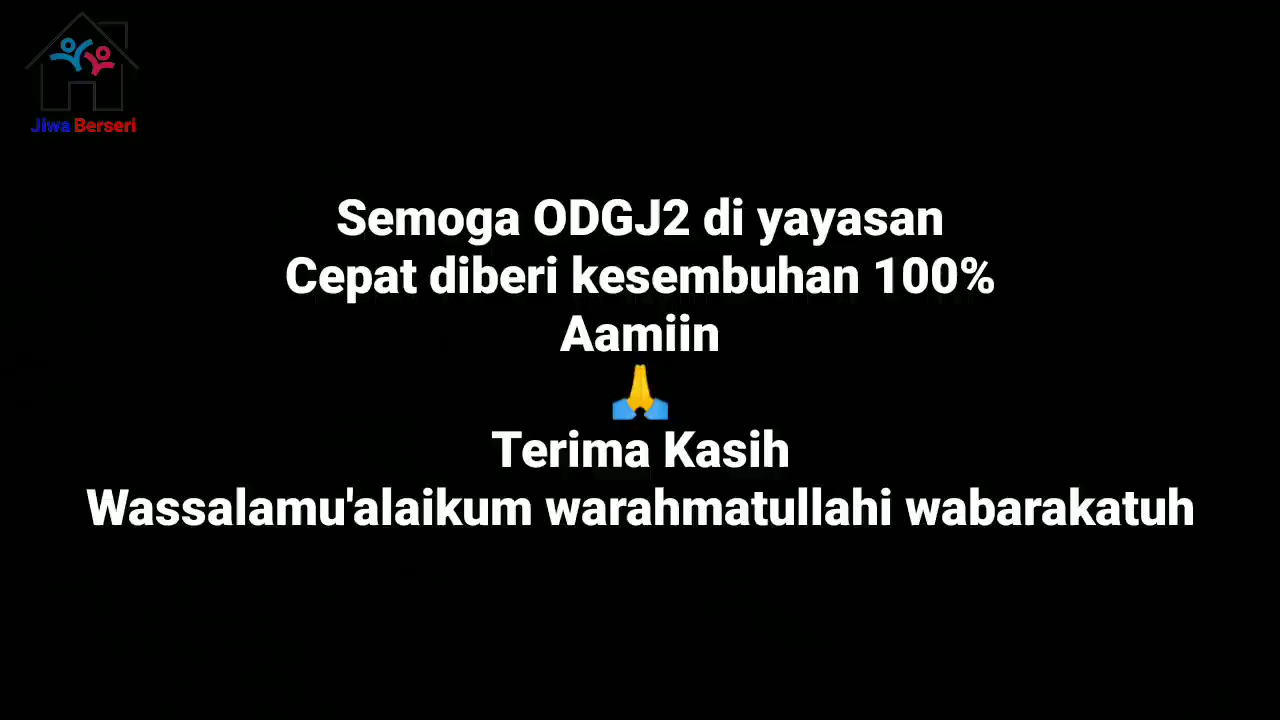 Jiwa Berseri
Semoga ODGJ2 di yayasan
Cepat diberi kesembuhan 100%
Aamiin
🙏
Terima Kasih
Wassalamu'alaikum warahmatullahi wabarakatuh